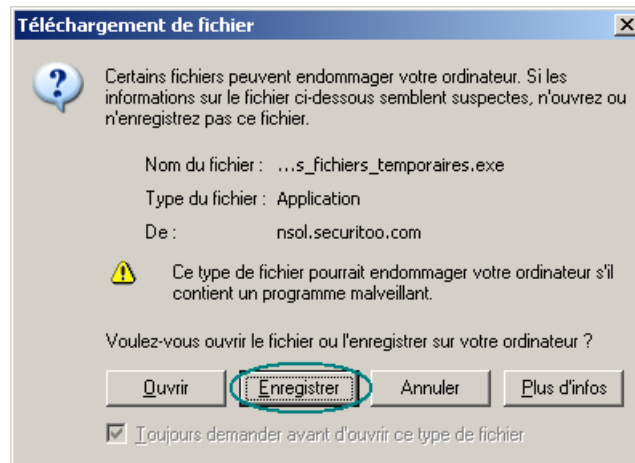 Téléchargement de fichier
Certains fichiers peuvent endommager votre ordinateur. Si les
informations sur le fichier ci-dessous semblent suspectes, n'ouvrez ou
n'enregistrez pas ce fichier.
Nom du fichier : ...s_fichiers_temporaires.exe
Type du fichier : Application
De : nsol.securitoo.com
Ce type de fichier pourrait endommager votre ordinateur s'il
contient un programme malveillant.
Voulez-vous ouvrir le fichier ou l'enregistrer sur votre ordinateur ?
Ouvrir Enregistrer Annuler Plus d'infos
Toujours demander avant d'ouvrir ce type de fichier